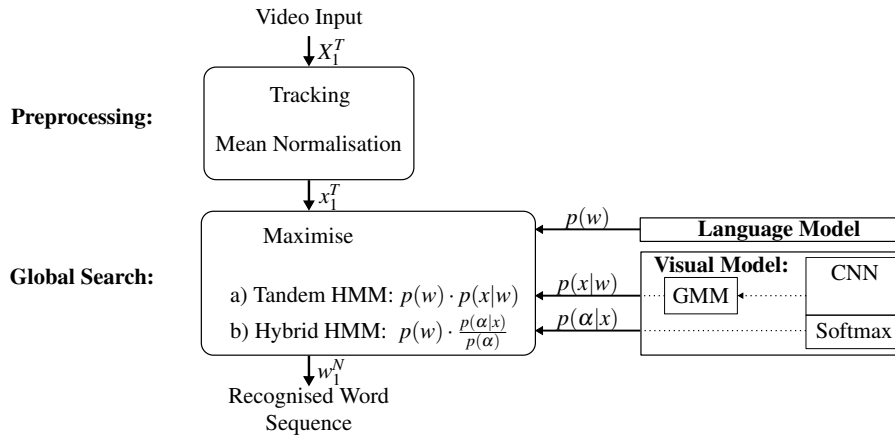 Video Input
X_1^T
Preprocessing:
Tracking
Mean Normalisation
x_1^T
Global Search:
Maximise
a) Tandem HMM: p(w) · p(x|w)
b) Hybrid HMM: p(w) · p(α|x)/p(α)
p(w)
Language Model
Visual Model:
CNN
p(x|w)
GMM
p(α|x)
Softmax
w_1^N
Recognised Word
Sequence